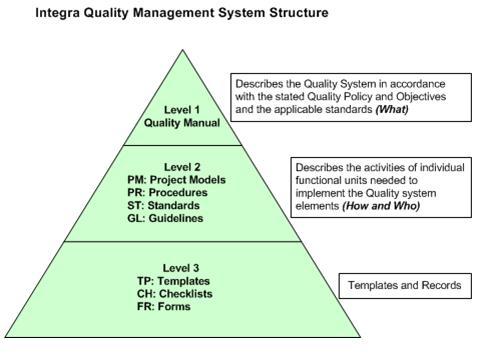 Integra Quality Management System Structure
Level 1
Quality Manual
Describes the Quality System in accordance
with the stated Quality Policy and Objectives
and the applicable standards (What)
Level 2
PM: Project Models
PR: Procedures
ST: Standards
GL: Guidelines
Describes the activities of individual
functional units needed to
implement the Quality system
elements (How and Who)
Level 3
TP: Templates
CH: Checklists
FR: Forms
Templates and Records